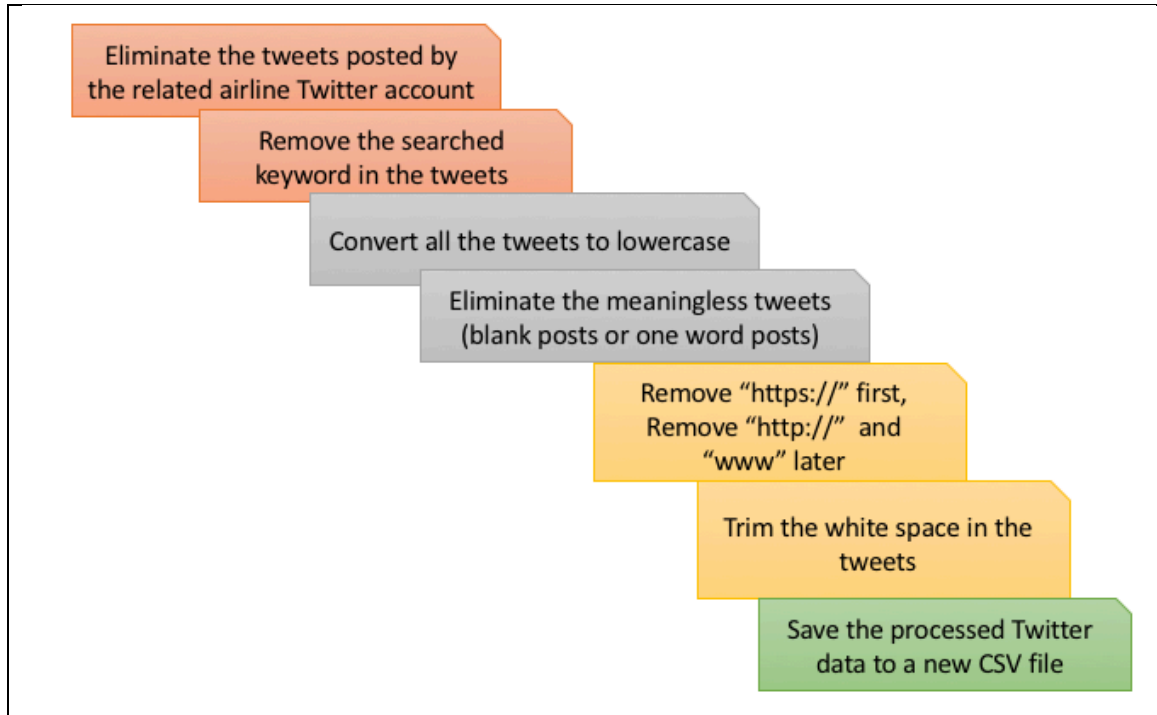 Eliminate the tweets posted by
the related airline Twitter account
Remove the searched
keyword in the tweets
Convert all the tweets to lowercase
Eliminate the meaningless tweets
(blank posts or one word posts)
Remove “https://” first,
Remove “http://”  and
“www” later
Trim the white space in the
tweets
Save the processed Twitter
data to a new CSV file